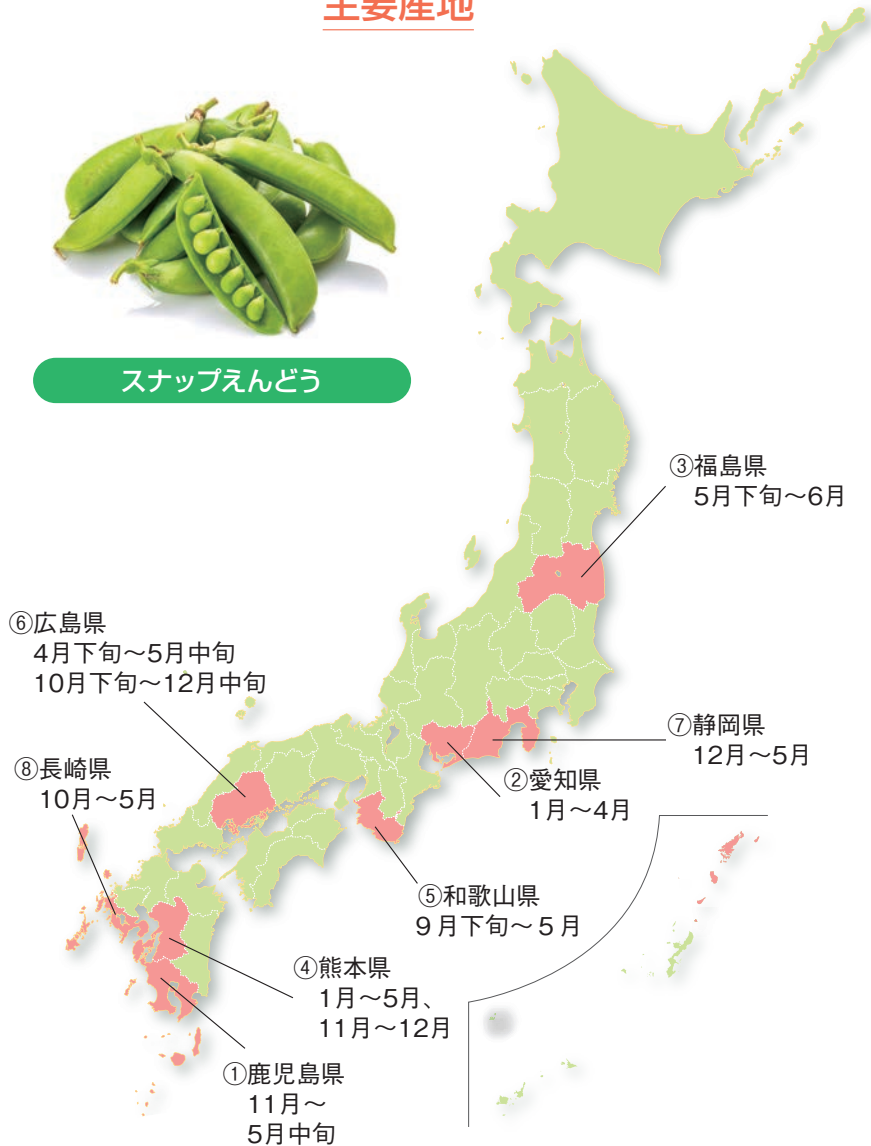 主要産地
スナップえんどう
③福島県
5月下旬～6月
⑥広島県
4月下旬～5月中旬
10月下旬～12月中旬
⑦静岡県
12月～5月
⑧長崎県
10月～5月
②愛知県
1月～4月
⑤和歌山県
9月下旬～5月
④熊本県
1月～5月、
11月～12月
①鹿児島県
11月～
5月中旬